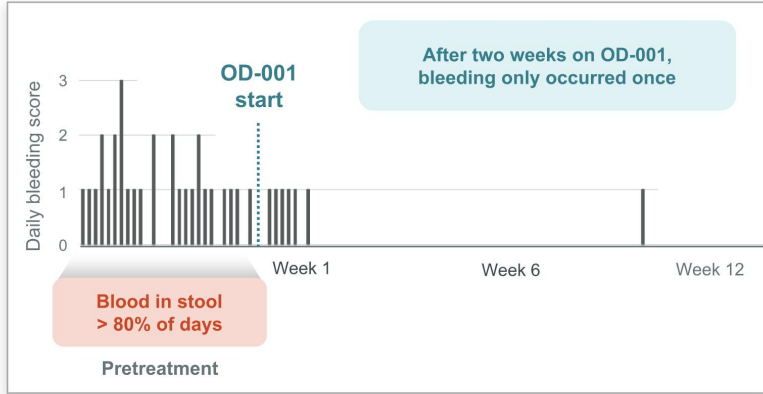 After two weeks on OD-001,
bleeding only occurred once
OD-001
start
Daily bleeding score
3
2
1
0
Week 1
Week 6
Week 12
Blood in stool
> 80% of days
Pretreatment